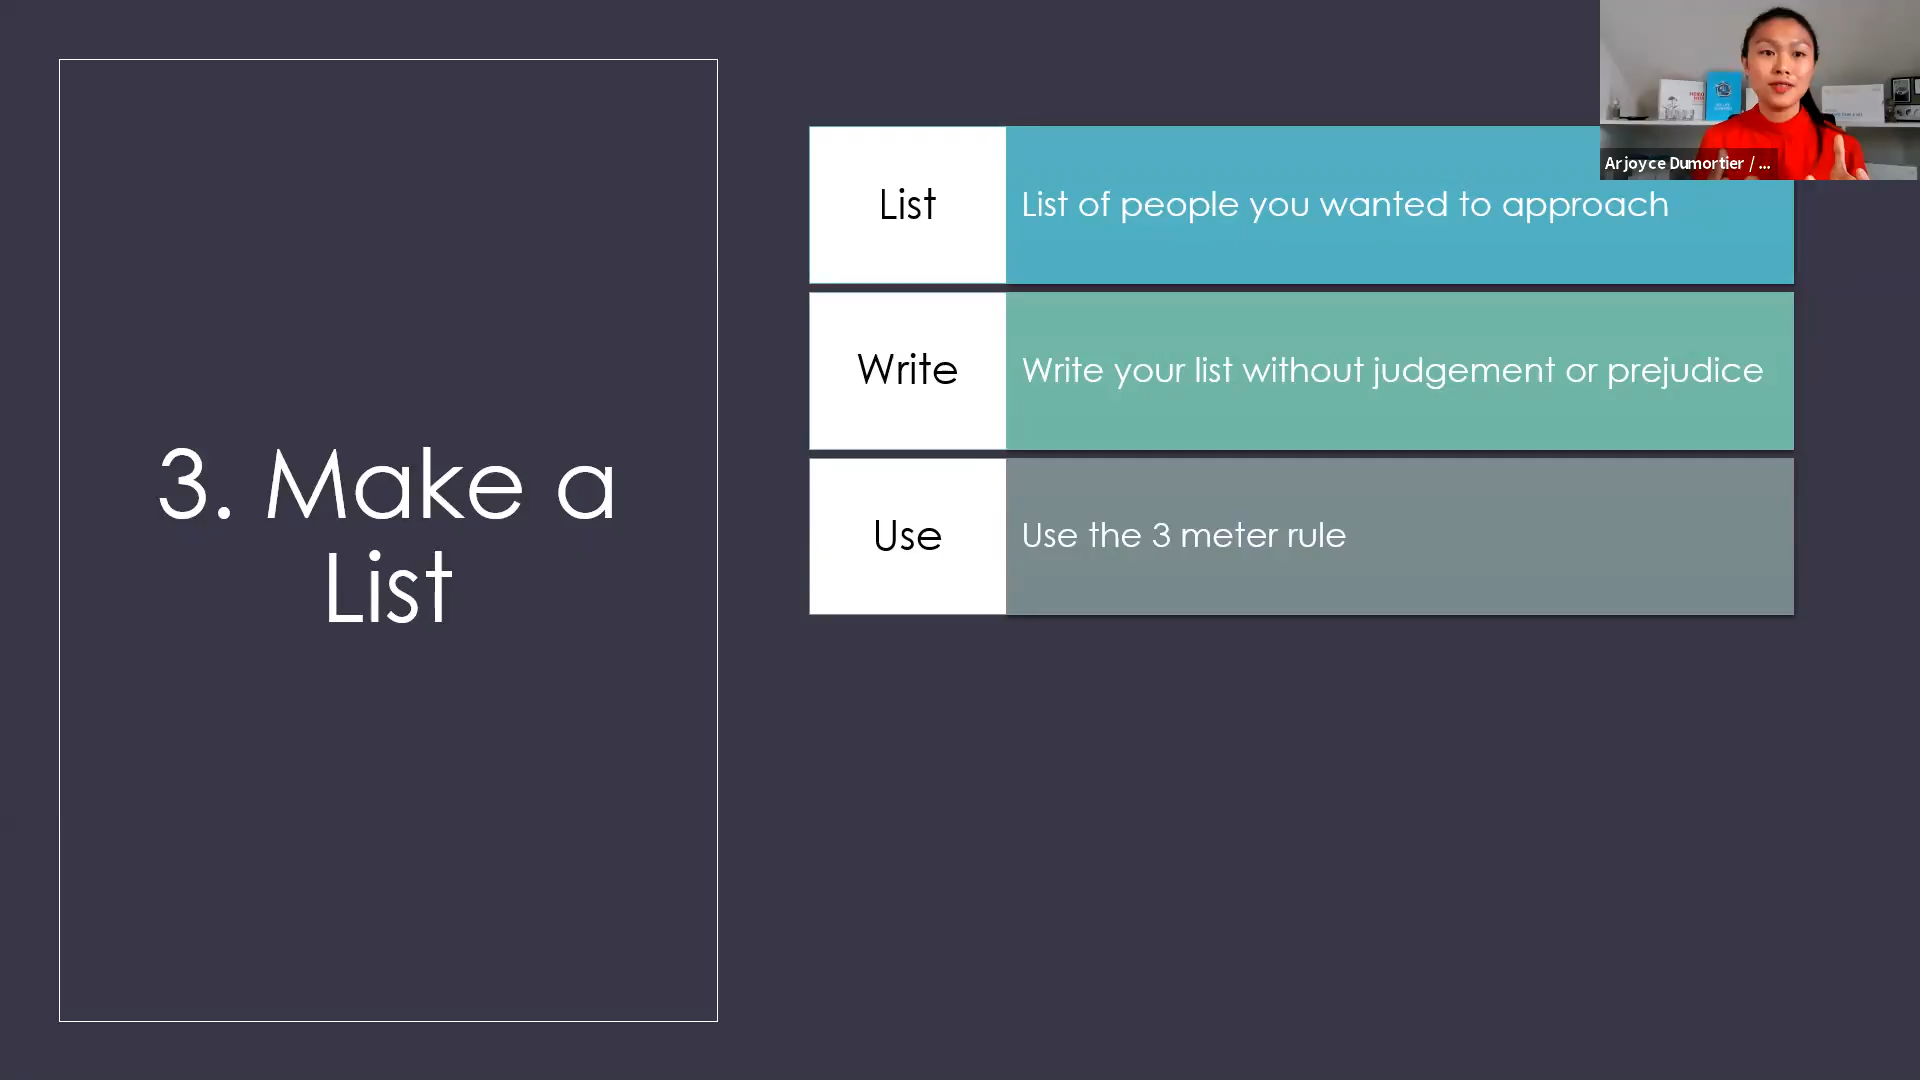 3. Make a
List
List
List of people you wanted to approach
Write
Write your list without judgement or prejudice
Use
Use the 3 meter rule
Arjoyce Dumortier / ...